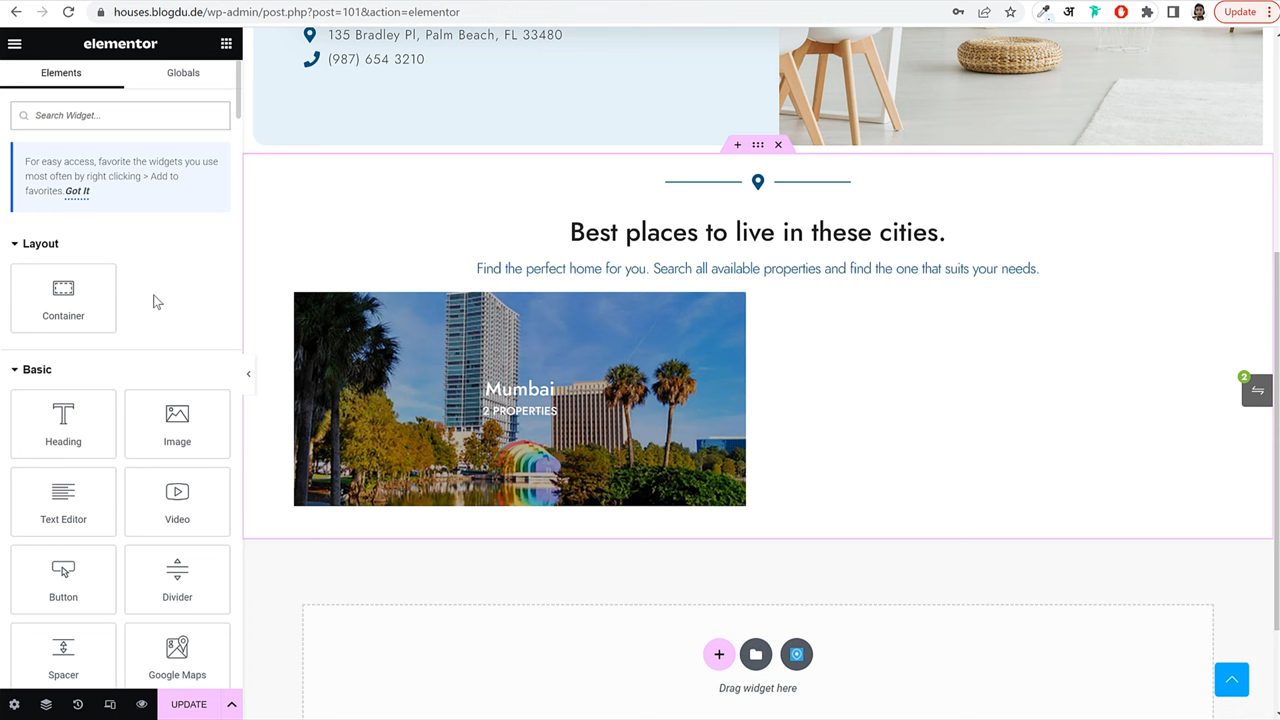 houses.blogdu.de/wp-admin/post.php?post=101&action=elementor
अ
Update
elementor
Elements
Globals
Search Widget...
For easy access, favorite the widgets you use
most often by right clicking > Add to
favorites. Got It
Layout
Container
Basic
Heading
Image
Text Editor
Video
Button
Divider
Spacer
Google Maps
UPDATE
135 Bradley Pl, Palm Beach, FL 33480
(987) 654 3210
Best places to live in these cities.
Find the perfect home for you. Search all available properties and find the one that suits your needs.
Mumbai
2 PROPERTIES
2
Drag widget here